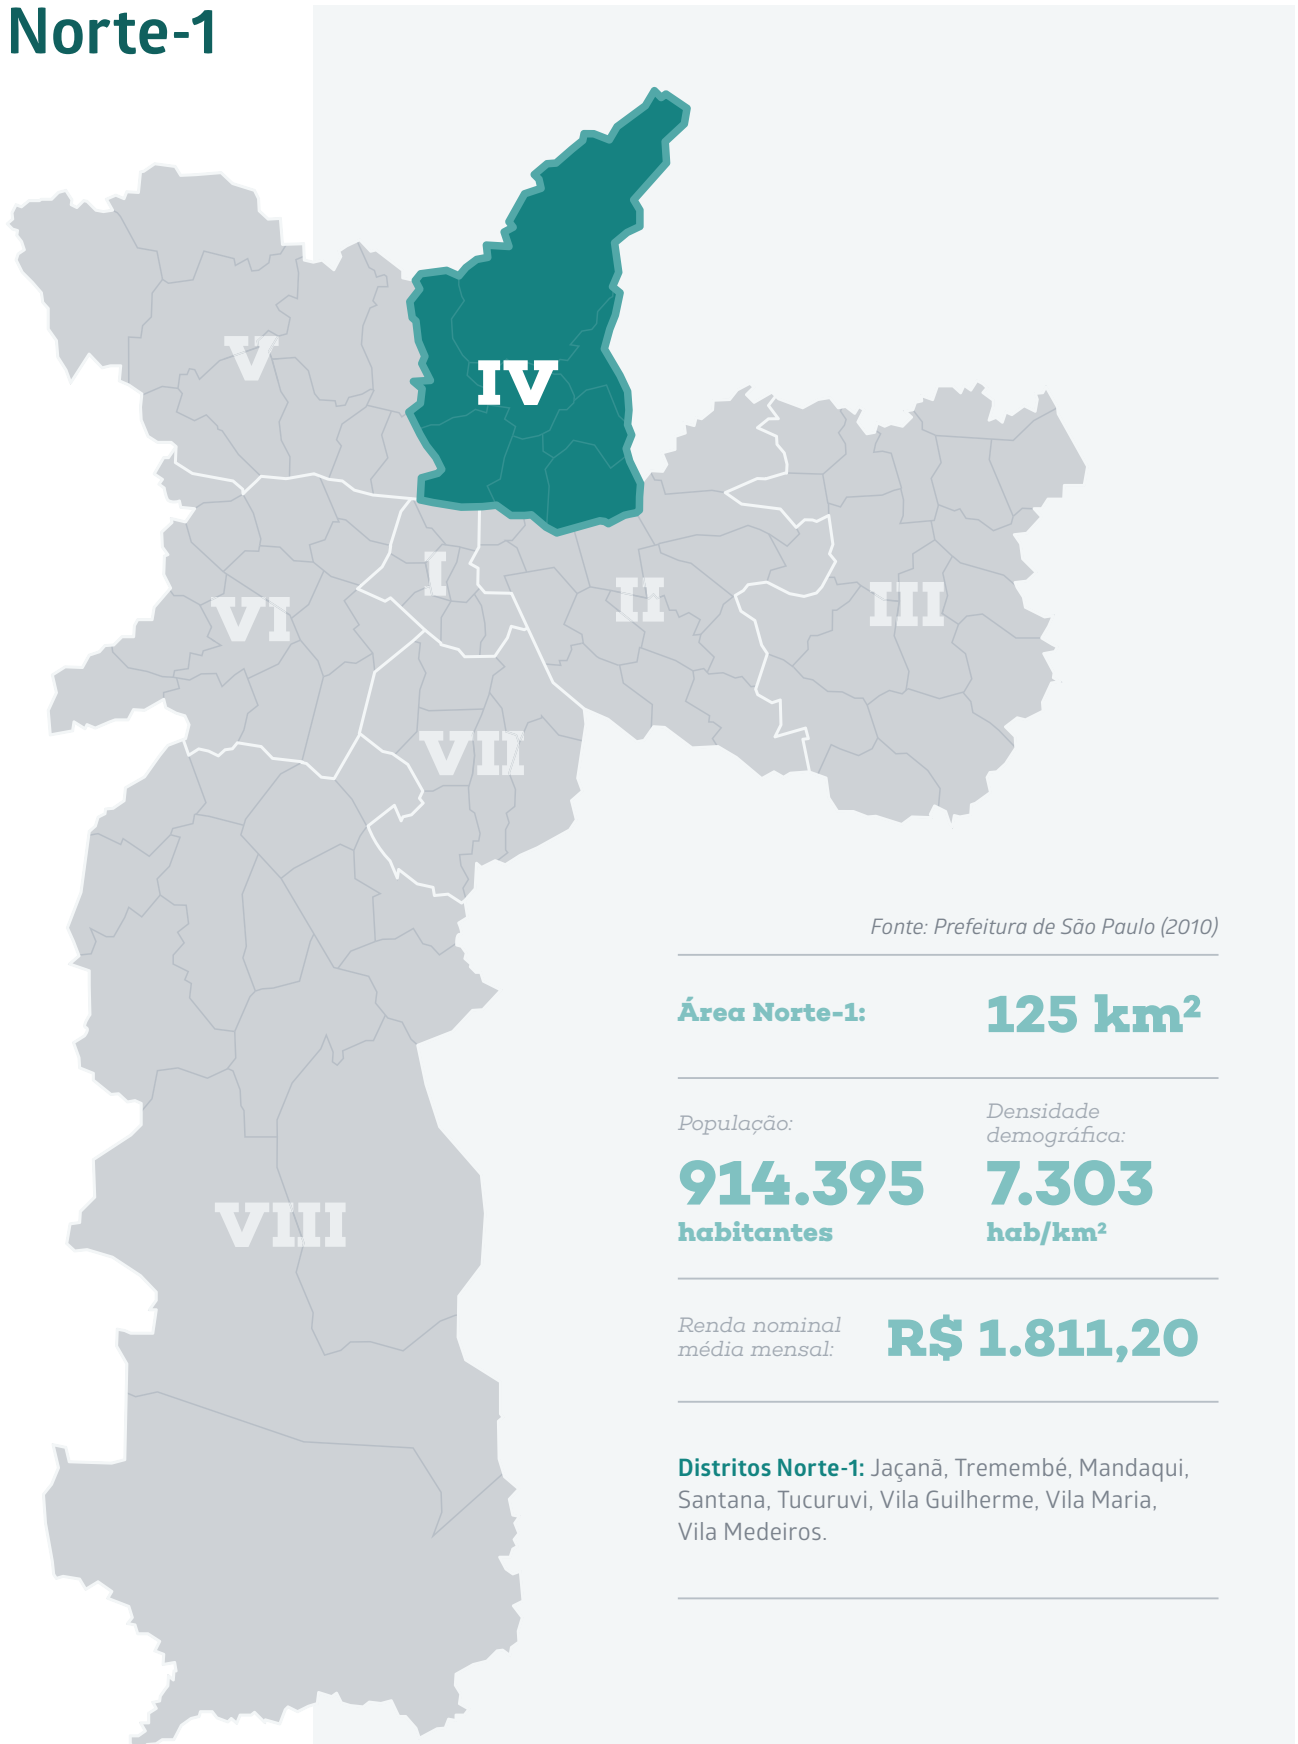 Norte-1
IV
V
I
II
III
VI
VII
VIII
Fonte: Prefeitura de São Paulo (2010)
Área Norte-1: 125 km²
População:
914.395
habitantes
Densidade
demográfica:
7.303
hab/km²
Renda nominal
média mensal:
R$ 1.811,20
Distritos Norte-1: Jaçanã, Tremembé, Mandaqui,
Santana, Tucuruvi, Vila Guilherme, Vila Maria,
Vila Medeiros.